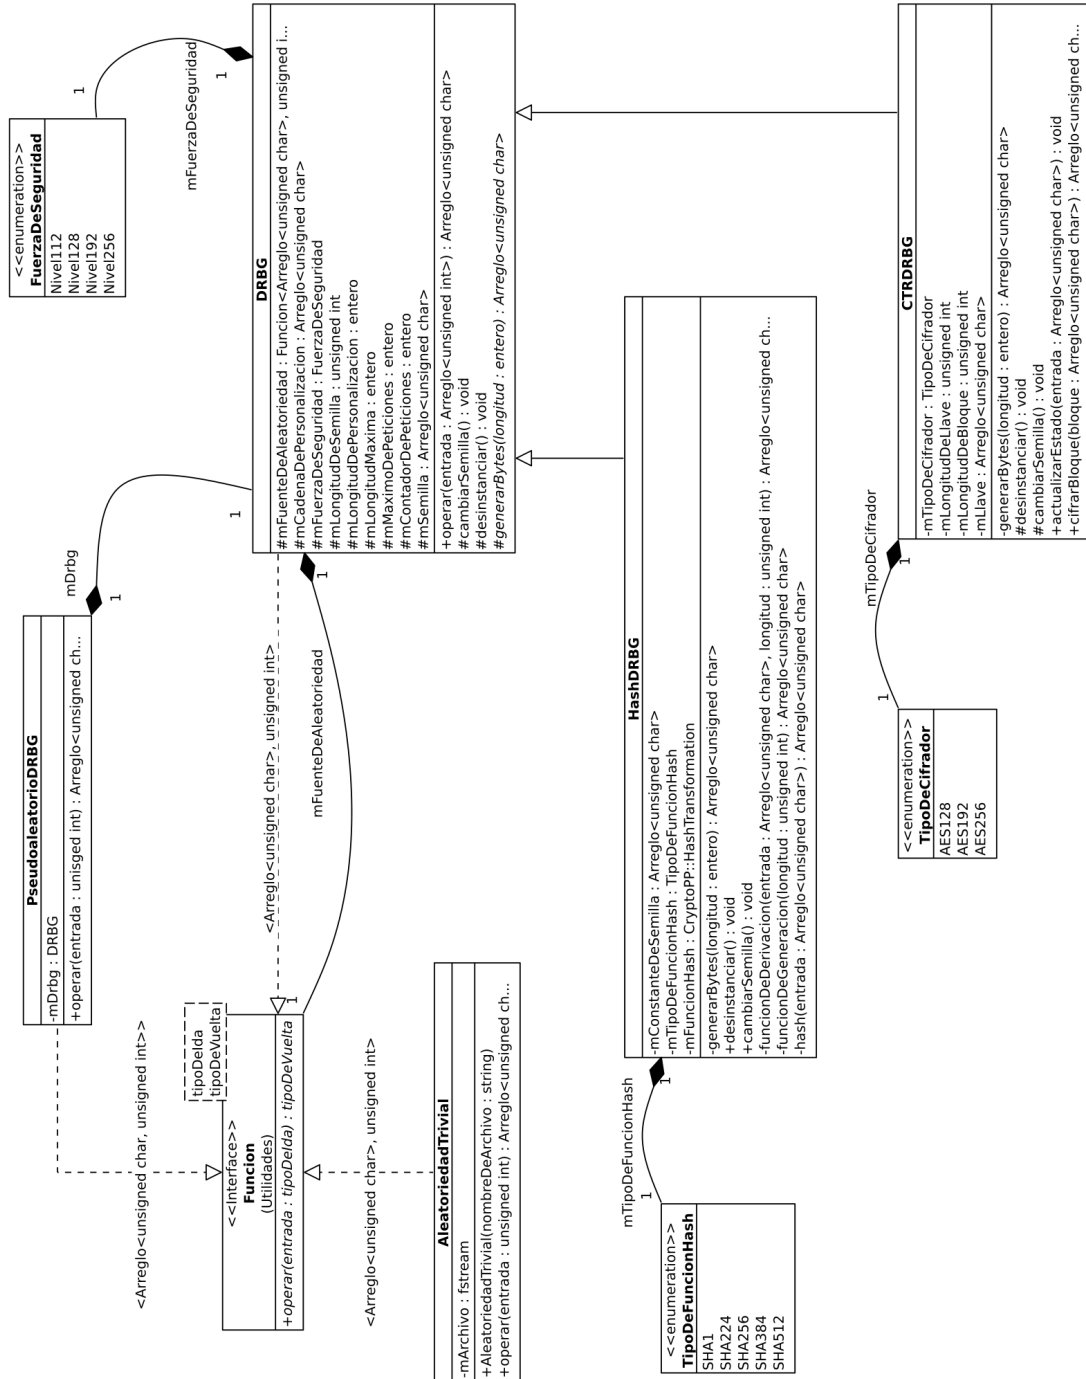 <<enumeration>>
FuerzaDeSeguridad
Nivel112
Nivel128
Nivel192
Nivel256
1
mFuerzaDeSeguridad
1
DRBG
#mFuenteDeAleatoriedad : Funcion<Arreglo<unsigned char>, unsigned i...
#mCadenaDePersonalizacion : Arreglo<unsigned char>
#mFuerzaDeSeguridad : FuerzaDeSeguridad
#mLongitudDeSemilla : unsigned int
#mLongitudDePersonalizacion : entero
#mLongitudMaxima : entero
#mMaximoDePeticiones : entero
#mContadorDePeticiones : entero
#mSemilla : Arreglo<unsigned char>
+operar(entrada : Arreglo<unsigned int>) : Arreglo<unsigned char>
#cambiarSemilla() : void
#desinstanciar() : void
#generarBytes(longitud : entero) : Arreglo<unsigned char>
PseudoaleatorioDRBG
-mDrbg : DRBG
+operar(entrada : unisged int) : Arreglo<unsigned ch...
mDrbg
1
1
<Arreglo<unsigned char>, unsigned int>
1
mFuenteDeAleatoriedad
1
<Arreglo<unsigned char, unsigned int>>
tipoDeIda
tipoDeVuelta
<<Interface>>
Funcion
(Utilidades)
+operar(entrada : tipoDeIda) : tipoDeVuelta
<Arreglo<unsigned char>, unsigned int>
AleatoriedadTrivial
-mArchivo : fstream
+AleatoriedadTrivial(nombreDeArchivo : string)
+operar(entrada : unsigned int) : Arreglo<unsigned ch...
HashDRBG
-mConstanteDeSemilla : Arreglo<unsigned char>
-mTipoDeFuncionHash : TipoDeFuncionHash
-mFuncionHash : CryptoPP::HashTransformation
-generarBytes(longitud : entero) : Arreglo<unsigned char>
+desinstanciar() : void
+cambiarSemilla() : void
-funcionDeDerivacion(entrada : Arreglo<unsigned char>, longitud : unsigned int) : Arreglo<unsigned ch...
-funcionDeGeneracion(longitud : unsigned int) : Arreglo<unsigned char>
-hash(entrada : Arreglo<unsigned char>) : Arreglo<unsigned char>
mTipoDeFuncionHash
1
1
<<enumeration>>
TipoDeFuncionHash
SHA1
SHA224
SHA256
SHA384
SHA512
CTRDRBG
-mTipoDeCifrador : TipoDeCifrador
-mLongitudDeLlave : unsigned int
-mLongitudDeBloque : unsigned int
-mLlave : Arreglo<unsigned char>
-generarBytes(longitud : entero) : Arreglo<unsigned char>
#desinstanciar() : void
#cambiarSemilla() : void
+actualizarEstado(entrada : Arreglo<unsigned char>) : void
+cifrarBloque(bloque : Arreglo<unsigned char>) : Arreglo<unsigned ch...
mTipoDeCifrador
1
1
<<enumeration>>
TipoDeCifrador
AES128
AES192
AES256